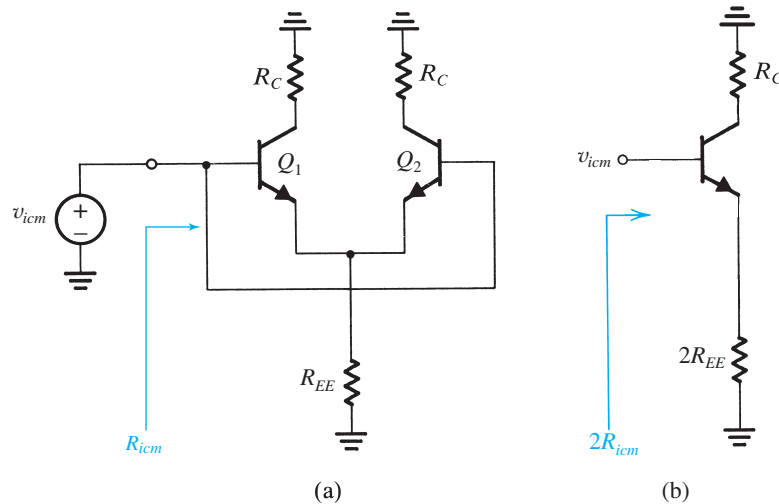 R_C
R_C
R_C
Q_1
Q_2
v_icm
+
−
v_icm
R_EE
2R_EE
R_icm
2R_icm
(a)
(b)